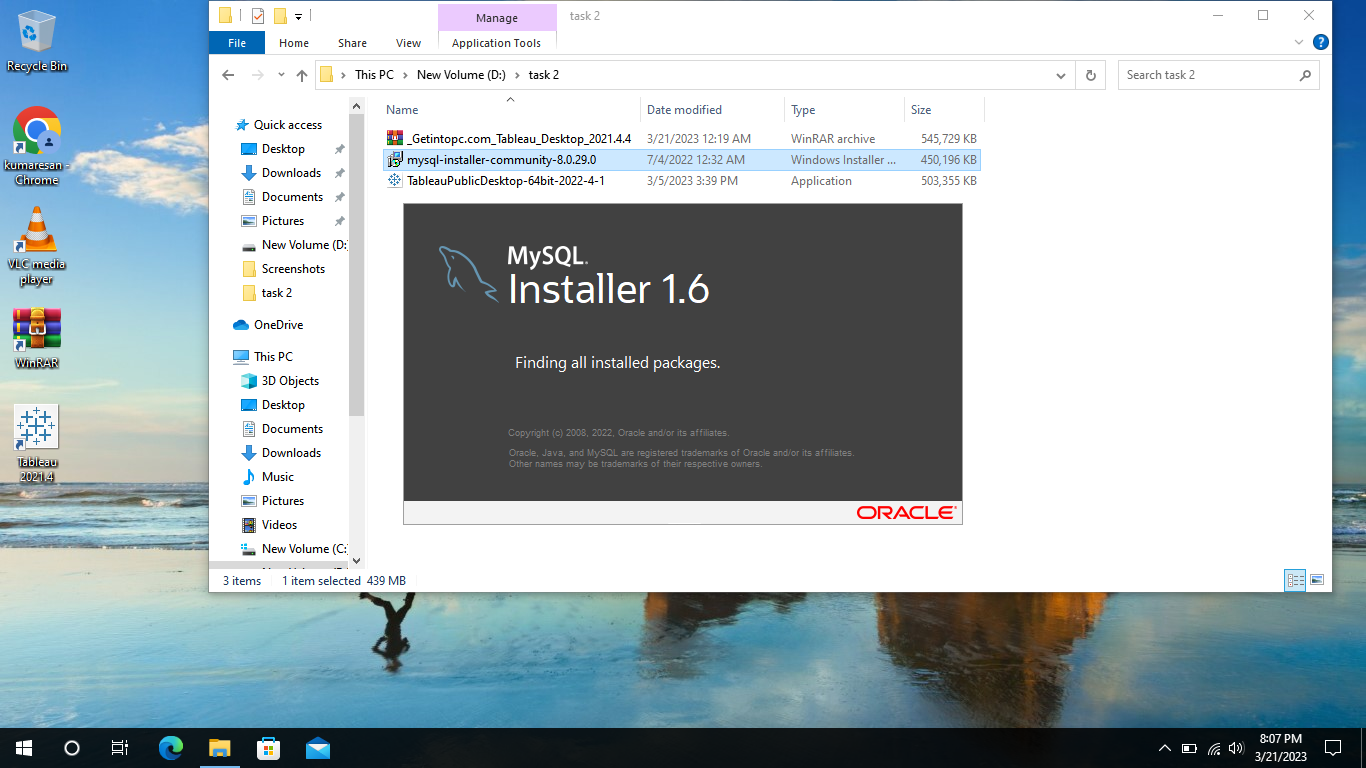 Recycle Bin
kumaresan -
Chrome
VLC media
player
WinRAR
Tableau
2021.4
Manage
task 2
File
Home
Share
View
Application Tools
This PC
New Volume (D:)
task 2
Search task 2
Name
Date modified
Type
Size
_Getintopc.com_Tableau_Desktop_2021.4.4
3/21/2023 12:19 AM
WinRAR archive
545,729 KB
mysql-installer-community-8.0.29.0
7/4/2022 12:32 AM
Windows Installer ...
450,196 KB
TableauPublicDesktop-64bit-2022-4-1
3/5/2023 3:39 PM
Application
503,355 KB
Quick access
Desktop
Downloads
Documents
Pictures
New Volume (D:
Screenshots
task 2
OneDrive
This PC
3D Objects
Desktop
Documents
Downloads
Music
Pictures
Videos
New Volume (C:
MySQL.
Installer 1.6
Finding all installed packages.
Copyright (c) 2008, 2022, Oracle and/or its affiliates.
Oracle, Java, and MySQL are registered trademarks of Oracle and/or its affiliates.
Other names may be trademarks of their respective owners.
ORACLE
3 items
1 item selected 439 MB
8:07 PM
3/21/2023